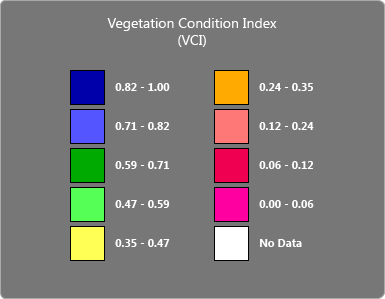 Vegetation Condition Index
(VCI)
0.82 - 1.00
0.71 - 0.82
0.59 - 0.71
0.47 - 0.59
0.35 - 0.47
0.24 - 0.35
0.12 - 0.24
0.06 - 0.12
0.00 - 0.06
No Data